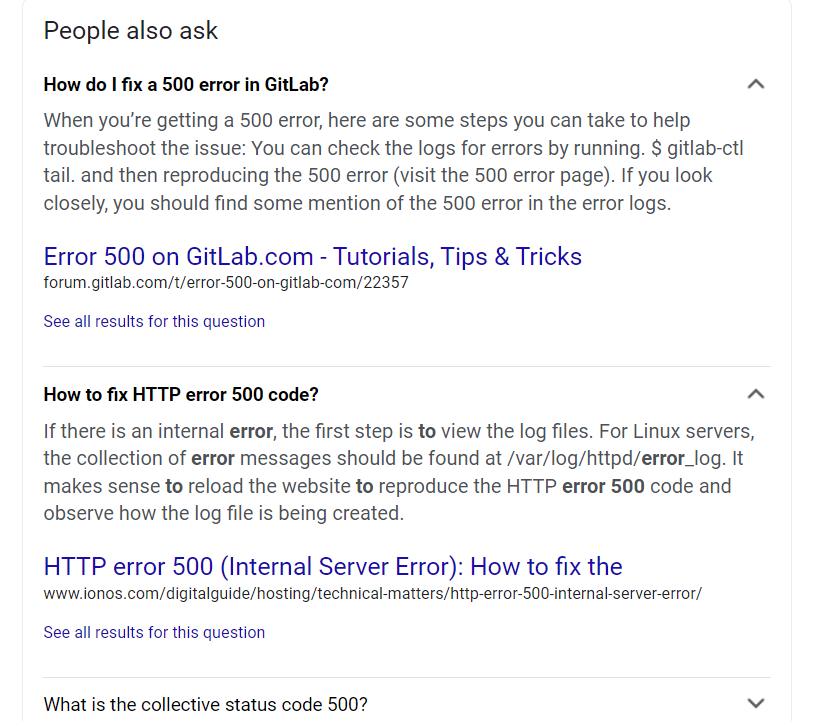 People also ask
How do I fix a 500 error in GitLab?
When you’re getting a 500 error, here are some steps you can take to help
troubleshoot the issue: You can check the logs for errors by running. $ gitlab-ctl
tail. and then reproducing the 500 error (visit the 500 error page). If you look
closely, you should find some mention of the 500 error in the error logs.
Error 500 on GitLab.com - Tutorials, Tips & Tricks
forum.gitlab.com/t/error-500-on-gitlab-com/22357
See all results for this question
How to fix HTTP error 500 code?
If there is an internal error, the first step is to view the log files. For Linux servers,
the collection of error messages should be found at /var/log/httpd/error_log. It
makes sense to reload the website to reproduce the HTTP error 500 code and
observe how the log file is being created.
HTTP error 500 (Internal Server Error): How to fix the
www.ionos.com/digitalguide/hosting/technical-matters/http-error-500-internal-server-error/
See all results for this question
What is the collective status code 500?